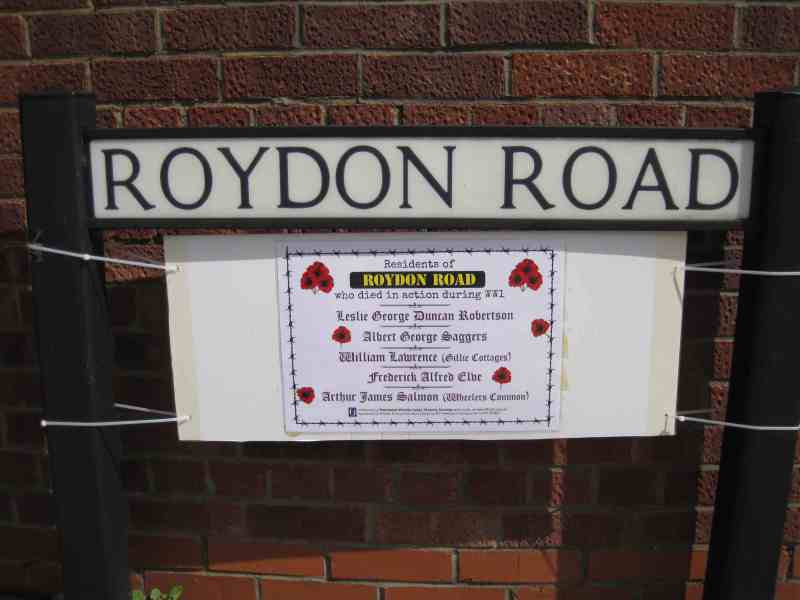 ROYDON ROAD
Residents of
ROYDON ROAD
who died in action during WW1
Leslie George Duncan Robertson
Albert George Saggers
William Lawrence (Gillie Cottages)
Frederick Alfred Elve
Arthur James Salmon (Wheelers Common)